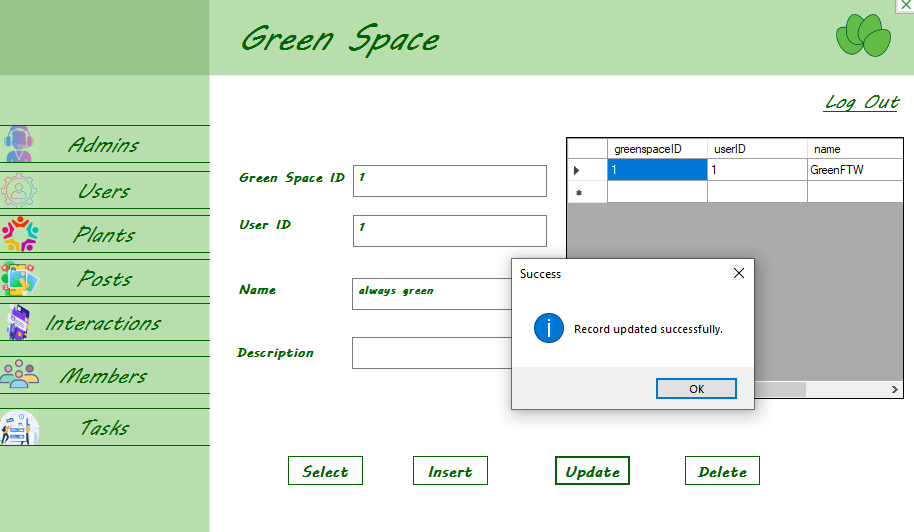 Green Space
Log Out
Admins
Users
Plants
Posts
Interactions
Members
Tasks
Green Space ID 1
User ID 1
Name always green
Description
greenspaceID userID name
1 1 GreenFTW
Success
Record updated successfully.
OK
Select Insert Update Delete